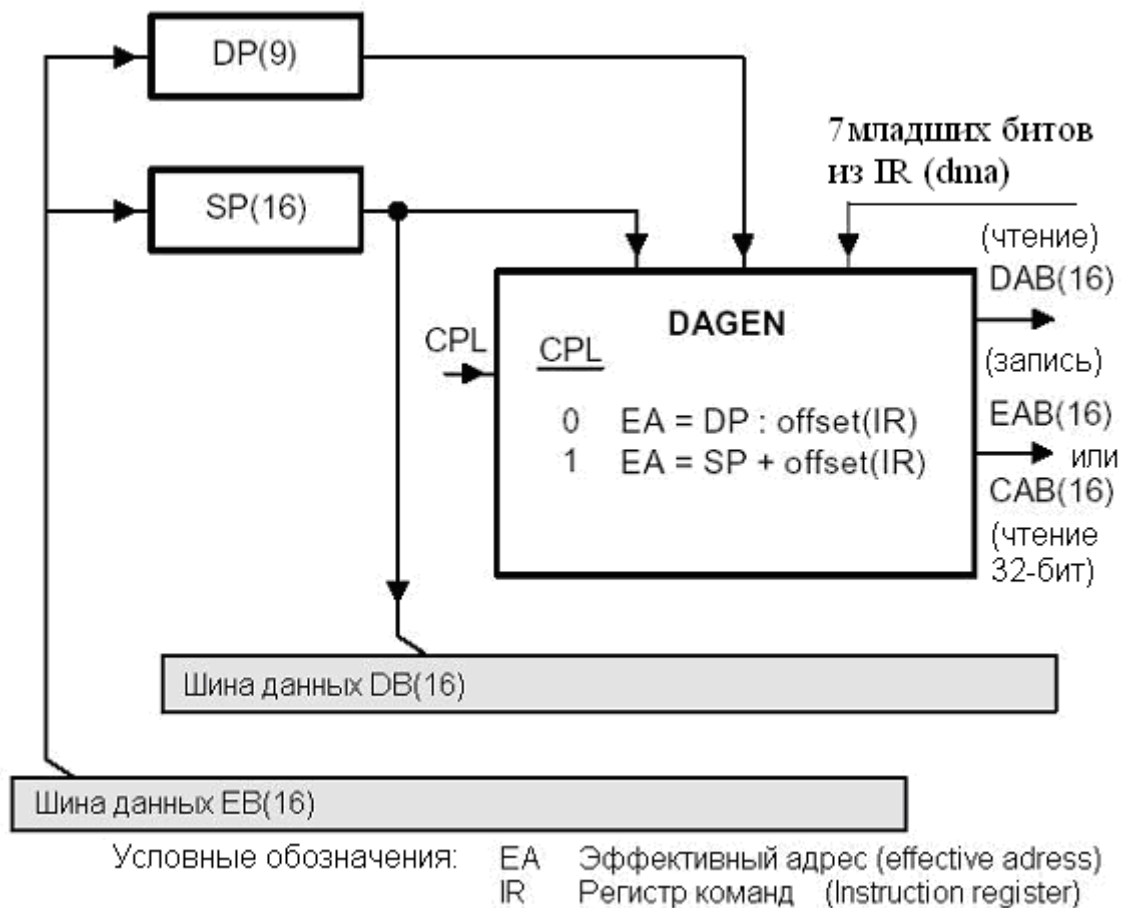 DP(9)
7младших битов
из IR (dma)
SP(16)
(чтение)
DAB(16)
DAGEN
CPL
CPL
(запись)
0 EA = DP : offset(IR)
EAB(16)
1 EA = SP + offset(IR)
или
CAB(16)
(чтение
32-бит)
Шина данных DB(16)
Шина данных EB(16)
Условные обозначения: EA Эффективный адрес (effective adress)
IR Регистр команд (Instruction register)